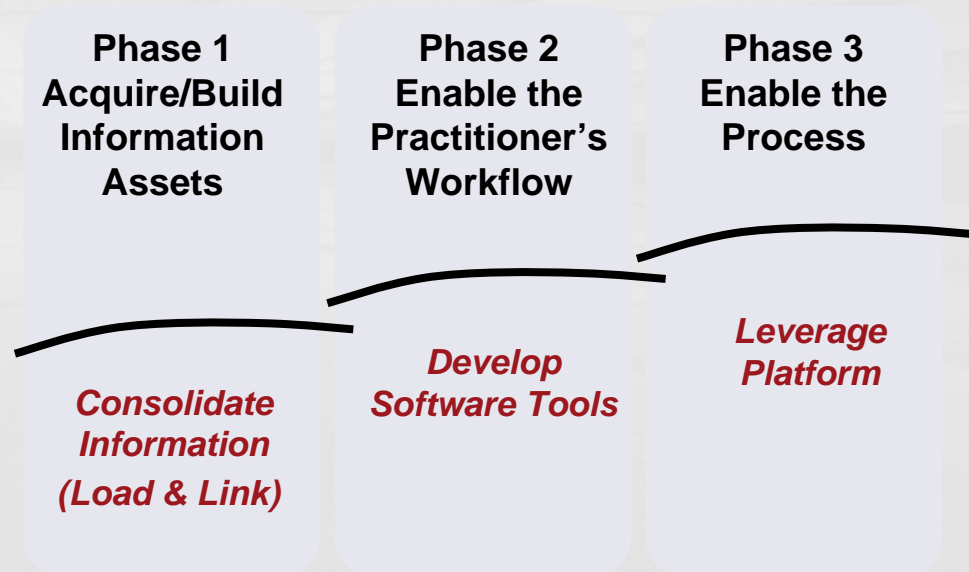 Phase 1
Acquire/Build
Information
Assets
Consolidate
Information
(Load & Link)
Phase 2
Enable the
Practitioner’s
Workflow
Develop
Software Tools
Phase 3
Enable the
Process
Leverage
Platform